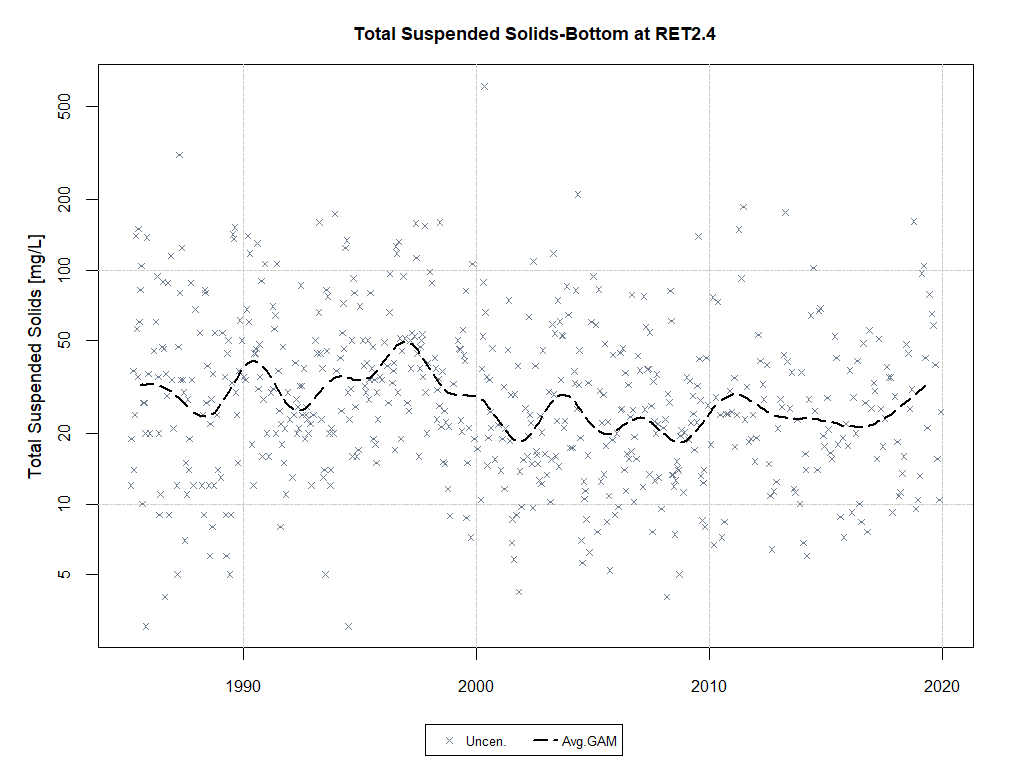 Total Suspended Solids-Bottom at RET2.4
Total Suspended Solids [mg/L]
500
200
100
50
20
10
5
1990
2000
2010
2020
Uncen.
Avg.GAM